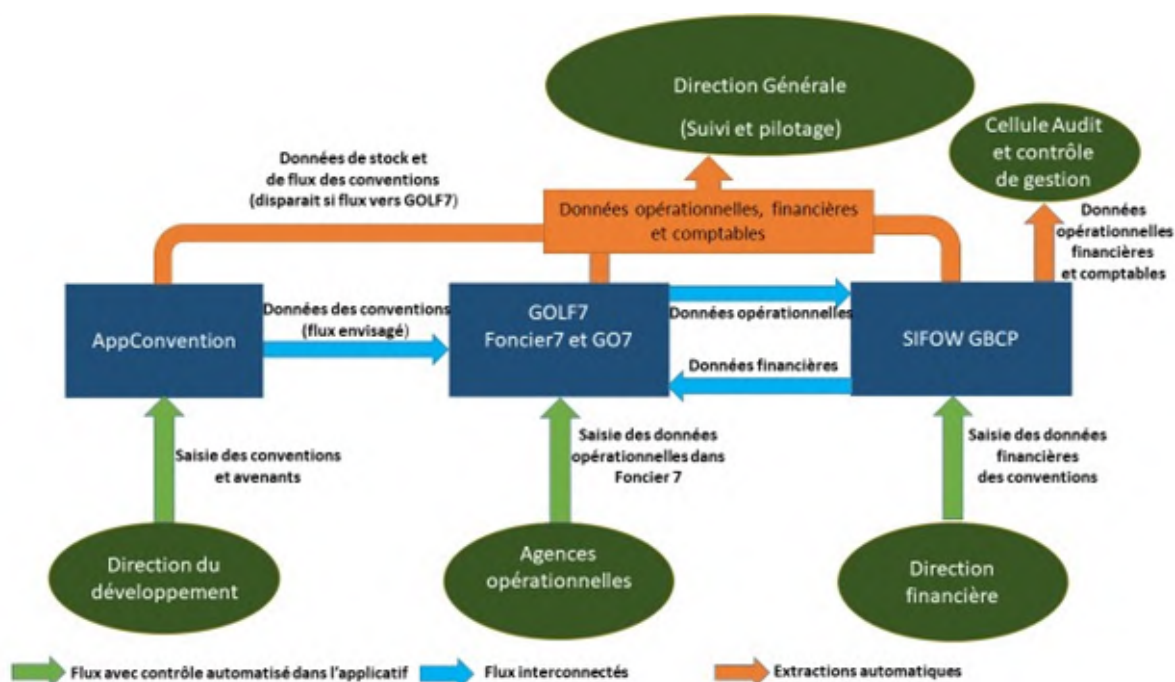 Direction Générale
(Suivi et pilotage)
Cellule Audit
et contrôle
de gestion
Données de stock et
de flux des conventions
(disparait si flux vers GOLF7)
Données opérationnelles, financières
et comptables
Données
opérationnelles
financières
et comptables
AppConvention
Données des conventions
(flux envisagé)
GOLF7
Foncier7 et GO7
Données opérationnelles
Données financières
SIFOW GBCP
Saisie des conventions
et avenants
Saisie des données
opérationnelles dans
Foncier 7
Saisie des données
financières
des conventions
Direction du
développement
Agences
opérationnelles
Direction
financière
Flux avec contrôle automatisé dans l'applicatif
Flux interconnectés
Extractions automatiques